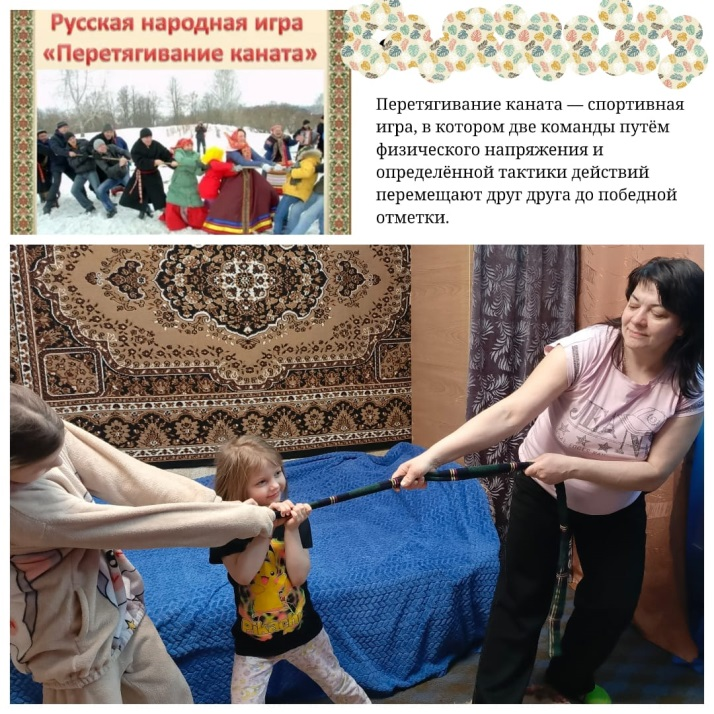 Русская народная игра
«Перетягивание каната»
Перетягивание каната — спортивная
игра, в котором две команды путём
физического напряжения и
определённой тактики действий
перемещают друг друга до победной
отметки.